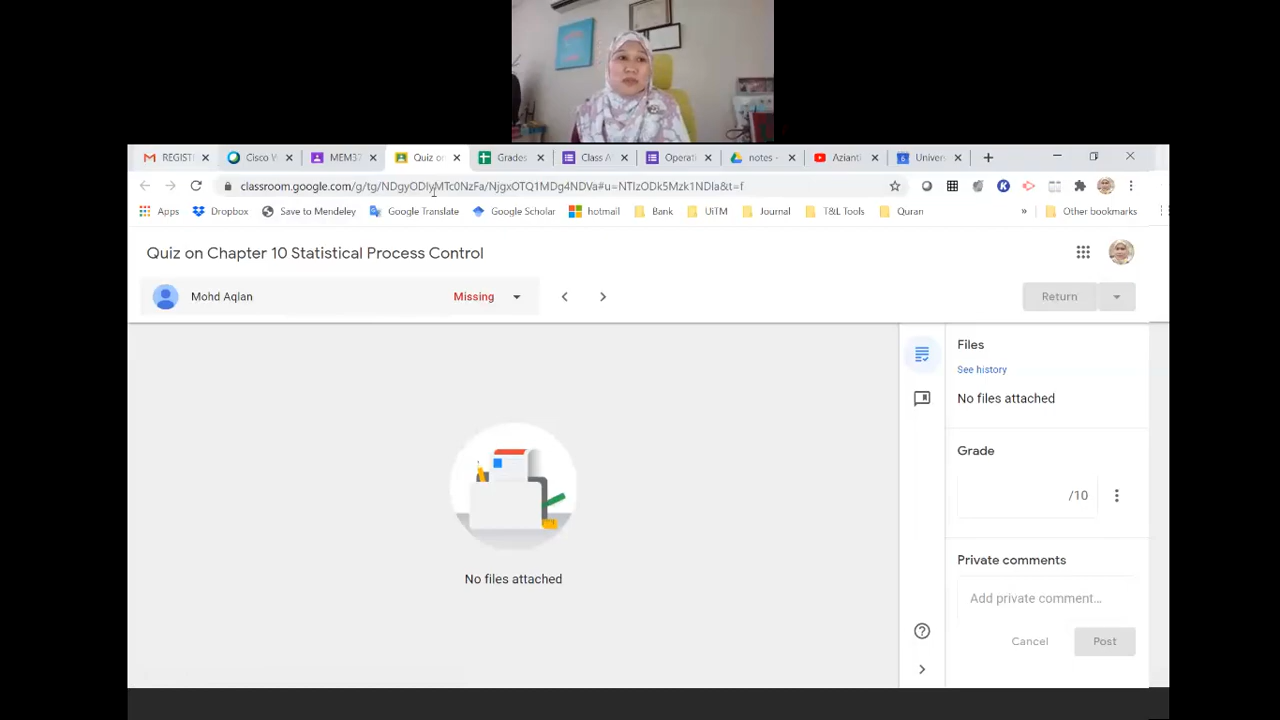 REGIST
Cisco W
MEM37
Quiz on
Grades
Class A
Operati
notes -
Azianti
Univer
classroom.google.com/g/tg/NDgyODIyMTc0NzFa/NjgxOTQ1MDg4NDVa#u=NTIzODk5Mzk1NDIa&t=f
Apps
Dropbox
Save to Mendeley
Google Translate
Google Scholar
hotmail
Bank
UiTM
Journal
T&L Tools
Quran
»
Other bookmarks
Quiz on Chapter 10 Statistical Process Control
Mohd Aqlan
Missing
Return
Files
See history
No files attached
Grade
/10
Private comments
Add private comment...
Cancel
Post
No files attached